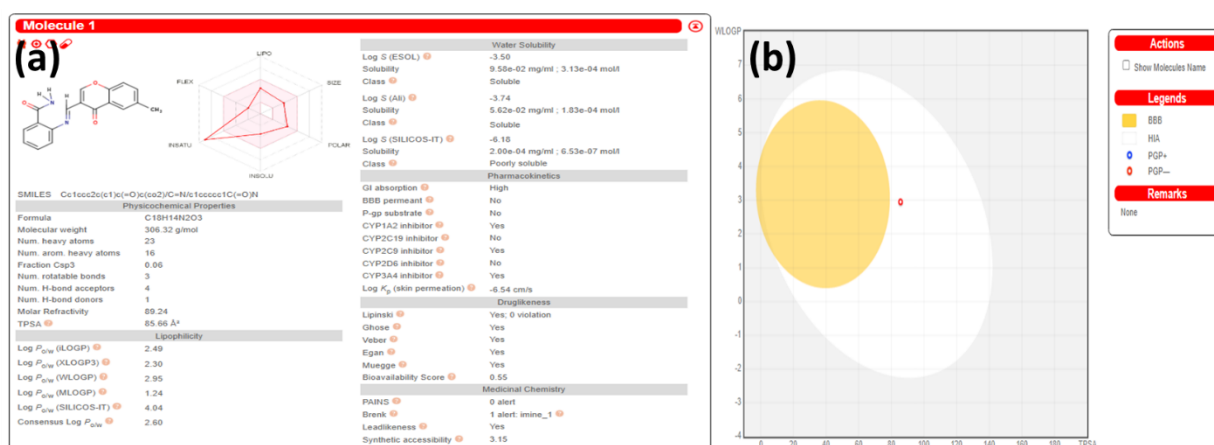 Molecule 1
(a)
LIPO
FLEX
SIZE
INSATU
POLAR
INSOLU
H
H
N
O
N
O
O
CH3
SMILES Cc1ccc2c(c1)c(=O)c(co2)/C=N/c1ccccc1C(=O)N
Physicochemical Properties
Formula C18H14N2O3
Molecular weight 306.32 g/mol
Num. heavy atoms 23
Num. arom. heavy atoms 16
Fraction Csp3 0.06
Num. rotatable bonds 3
Num. H-bond acceptors 4
Num. H-bond donors 1
Molar Refractivity 89.24
TPSA 85.66 Å²
Lipophilicity
Log Po/w (iLOGP) 2.49
Log Po/w (XLOGP3) 2.30
Log Po/w (WLOGP) 2.95
Log Po/w (MLOGP) 1.24
Log Po/w (SILICOS-IT) 4.04
Consensus Log Po/w 2.60
Water Solubility
Log S (ESOL) -3.50
Solubility 9.58e-02 mg/ml ; 3.13e-04 mol/l
Class Soluble
Log S (Ali) -3.74
Solubility 5.62e-02 mg/ml ; 1.83e-04 mol/l
Class Soluble
Log S (SILICOS-IT) -6.18
Solubility 2.00e-04 mg/ml ; 6.53e-07 mol/l
Class Poorly soluble
Pharmacokinetics
GI absorption High
BBB permeant No
P-gp substrate No
CYP1A2 inhibitor Yes
CYP2C19 inhibitor No
CYP2C9 inhibitor Yes
CYP2D6 inhibitor No
CYP3A4 inhibitor Yes
Log Kp (skin permeation) -6.54 cm/s
Druglikeness
Lipinski Yes; 0 violation
Ghose Yes
Veber Yes
Egan Yes
Muegge Yes
Bioavailability Score 0.55
Medicinal Chemistry
PAINS 0 alert
Brenk 1 alert: imine_1
Leadlikeness Yes
Synthetic accessibility 3.15
WLOGP
(b)
7
6
5
4
3
2
1
0
-1
-2
-3
-4
0 20 40 60 80 100 120 140 160 180 TPSA
Actions
Show Molecules Name
Legends
BBB
HIA
PGP+
PGP—
Remarks
None